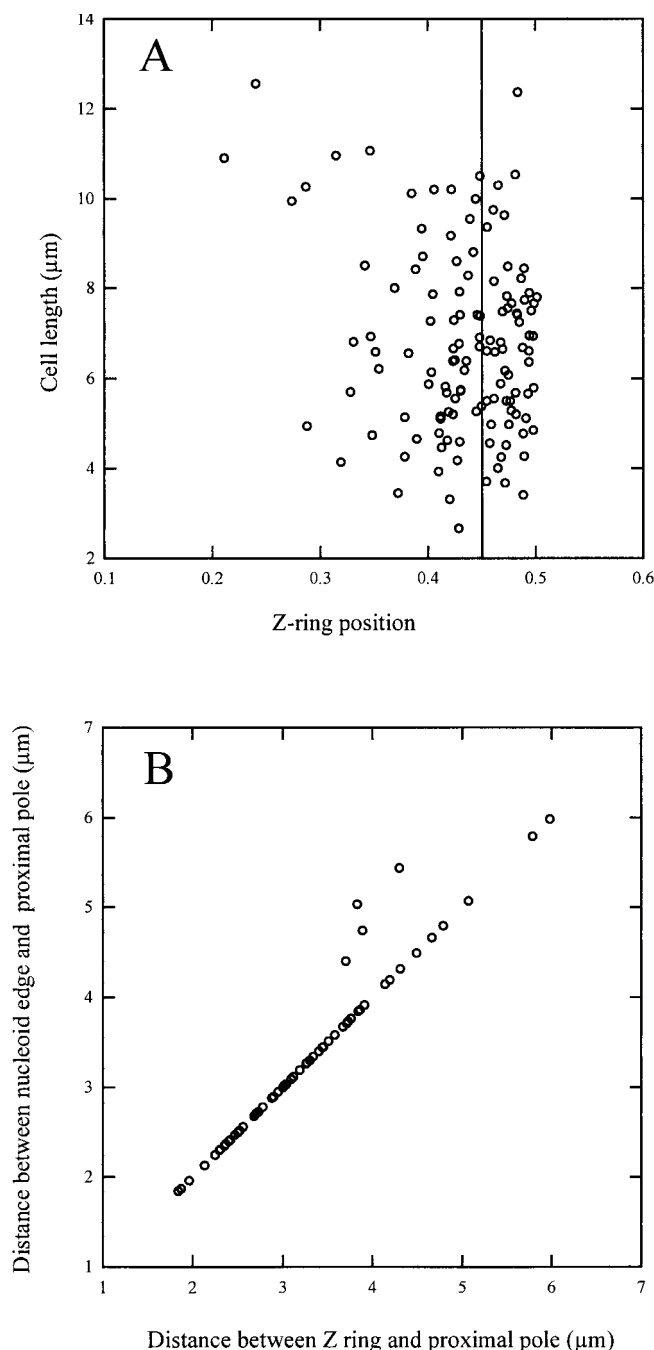 A
14
12
10
8
6
4
2
Cell length (µm)
0.1 0.2 0.3 0.4 0.5 0.6
Z-ring position
B
7
6
5
4
3
2
1
Distance between nucleoid edge and proximal pole (µm)
1 2 3 4 5 6 7
Distance between Z ring and proximal pole (µm)